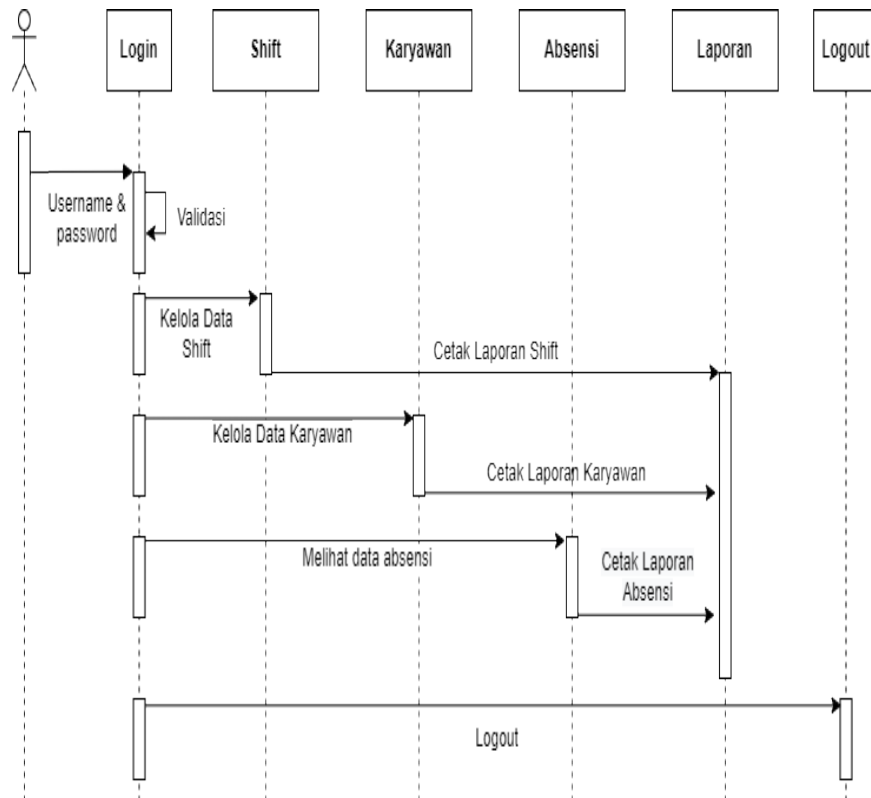 Login
Shift
Karyawan
Absensi
Laporan
Logout
Username &
password
Validasi
Kelola Data
Shift
Cetak Laporan Shift
Kelola Data Karyawan
Cetak Laporan Karyawan
Melihat data absensi
Cetak Laporan
Absensi
Logout